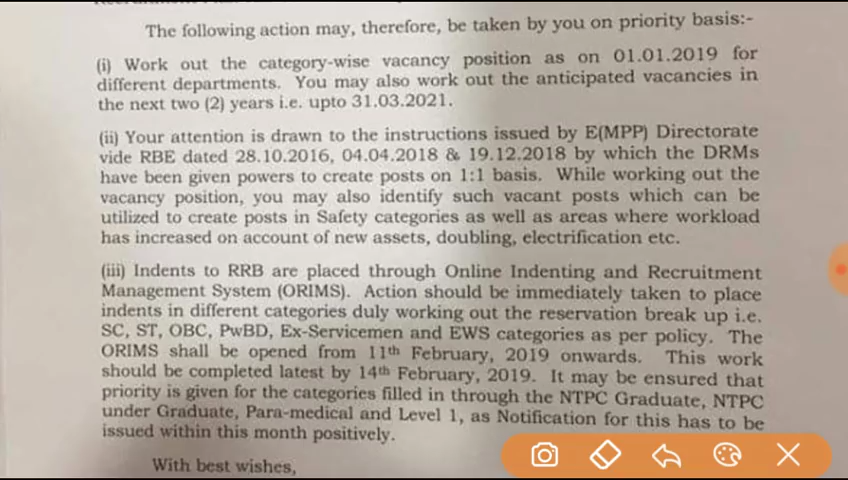 The following action may, therefore, be taken by you on priority basis:-
(i) Work out the category-wise vacancy position as on 01.01.2019 for
different departments. You may also work out the anticipated vacancies in
the next two (2) years i.e. upto 31.03.2021.
(ii) Your attention is drawn to the instructions issued by E(MPP) Directorate
vide RBE dated 28.10.2016, 04.04.2018 & 19.12.2018 by which the DRMs
have been given powers to create posts on 1:1 basis. While working out the
vacancy position, you may also identify such vacant posts which can be
utilized to create posts in Safety categories as well as areas where workload
has increased on account of new assets, doubling, electrification etc.
(iii) Indents to RRB are placed through Online Indenting and Recruitment
Management System (ORIMS). Action should be immediately taken to place
indents in different categories duly working out the reservation break up i.e.
SC, ST, OBC, PwBD, Ex-Servicemen and EWS categories as per policy. The
ORIMS shall be opened from 11th February, 2019 onwards. This work
should be completed latest by 14th February, 2019. It may be ensured that
priority is given for the categories filled in through the NTPC Graduate, NTPC
under Graduate, Para-medical and Level 1, as Notification for this has to be
issued within this month positively.
With best wishes,